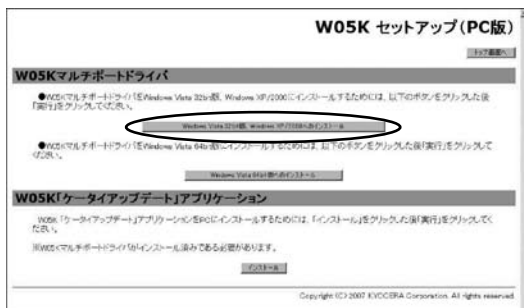 W05K セットアップ(PC版)
トップ画面へ
W05Kマルチポートドライバ
●W05KマルチポートドライバをWindows Vista 32bit版、Windows XP/2000にインストールするためには、以下のボタンをクリックした後
「実行」をクリックしてください。
Windows Vista 32bit版、Windows XP/2000へのインストール
●W05KマルチポートドライバをWindows Vista 64bit版にインストールするためには、以下のボタンをクリックした後「実行」をクリックして
ください。
Windows Vista 64bit版へのインストール
W05K「ケータイアップデート」アプリケーション
W05K「ケータイアップデート」アプリケーションをPCにインストールするためには、「インストール」をクリックした後「実行」をクリックしてく
ださい。
※W05Kマルチポートドライバがインストール済みである必要があります。
インストール
Copyright (C) 2007 KYOCERA Corporation. All rights reserved.